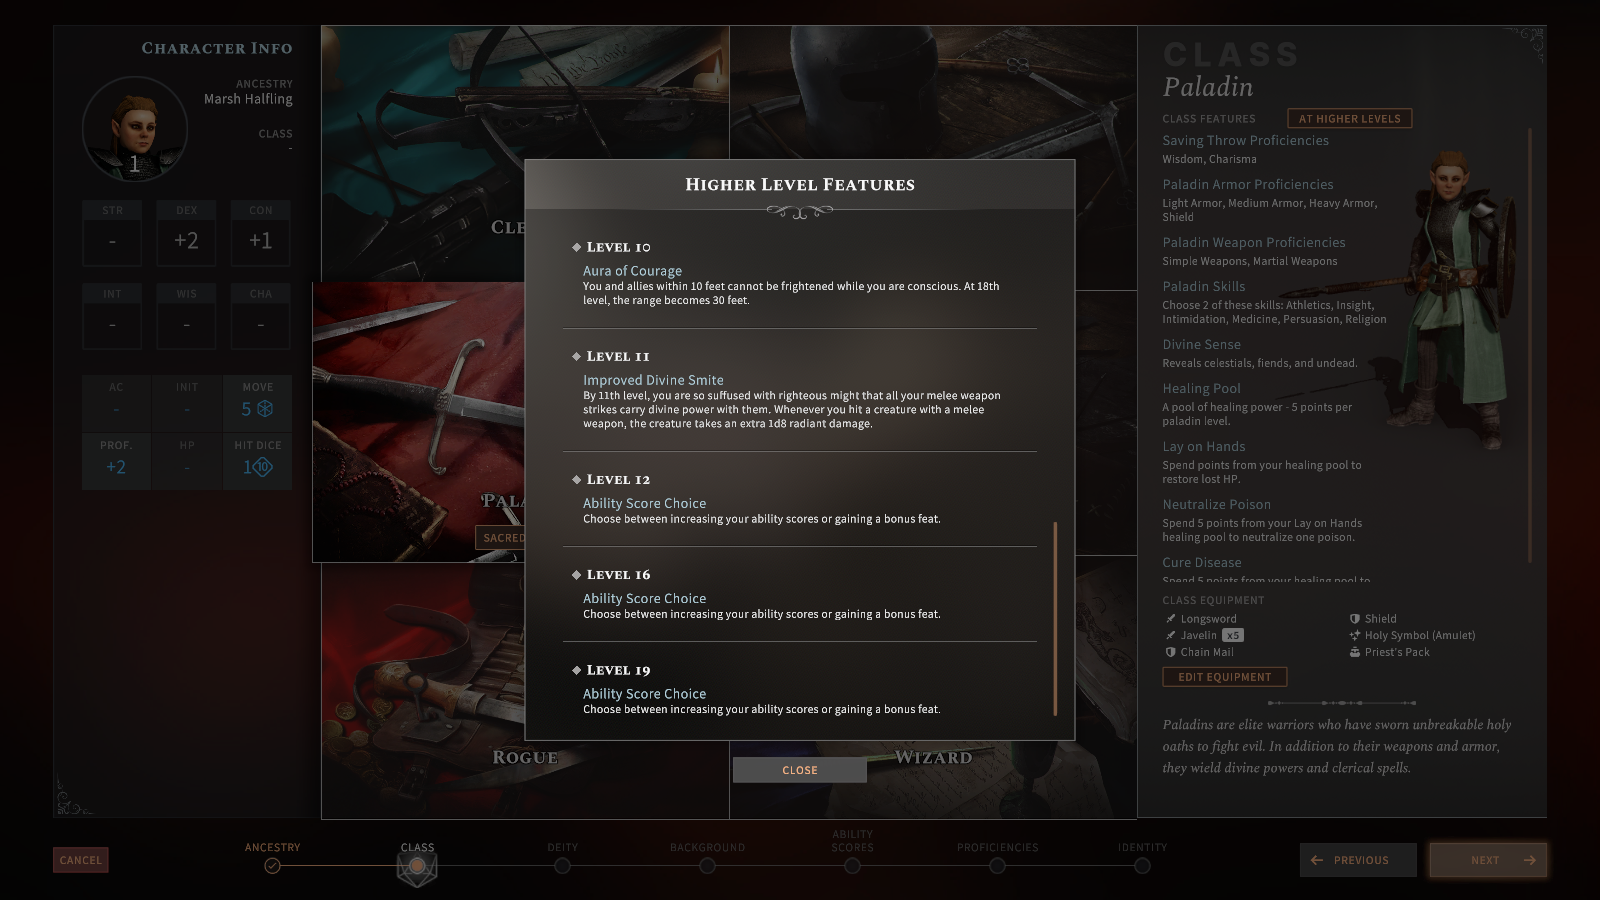 CHARACTER INFO
ANCESTRY
Marsh Halfling
CLASS
-
1
STR
DEX
CON
-
+2
+1
INT
WIS
CHA
-
-
-
AC
INIT
MOVE
-
-
5
PROF.
HP
HIT DICE
+2
-
1 10
CLE
PALA
SACRED
ROGUE
WIZARD
HIGHER LEVEL FEATURES
LEVEL 10
Aura of Courage
You and allies within 10 feet cannot be frightened while you are conscious. At 18th
level, the range becomes 30 feet.
LEVEL 11
Improved Divine Smite
By 11th level, you are so suffused with righteous might that all your melee weapon
strikes carry divine power with them. Whenever you hit a creature with a melee
weapon, the creature takes an extra 1d8 radiant damage.
LEVEL 12
Ability Score Choice
Choose between increasing your ability scores or gaining a bonus feat.
LEVEL 16
Ability Score Choice
Choose between increasing your ability scores or gaining a bonus feat.
LEVEL 19
Ability Score Choice
Choose between increasing your ability scores or gaining a bonus feat.
CLOSE
CLASS
Paladin
CLASS FEATURES
AT HIGHER LEVELS
Saving Throw Proficiencies
Wisdom, Charisma
Paladin Armor Proficiencies
Light Armor, Medium Armor, Heavy Armor,
Shield
Paladin Weapon Proficiencies
Simple Weapons, Martial Weapons
Paladin Skills
Choose 2 of these skills: Athletics, Insight,
Intimidation, Medicine, Persuasion, Religion
Divine Sense
Reveals celestials, fiends, and undead.
Healing Pool
A pool of healing power - 5 points per
paladin level.
Lay on Hands
Spend points from your healing pool to
restore lost HP.
Neutralize Poison
Spend 5 points from your Lay on Hands
healing pool to neutralize one poison.
Cure Disease
Spend 5 points from your healing pool to
CLASS EQUIPMENT
Longsword
Shield
Javelin x5
Holy Symbol (Amulet)
Chain Mail
Priest's Pack
EDIT EQUIPMENT
Paladins are elite warriors who have sworn unbreakable holy
oaths to fight evil. In addition to their weapons and armor,
they wield divine powers and clerical spells.
CANCEL
ANCESTRY
CLASS
DEITY
BACKGROUND
ABILITY
SCORES
PROFICIENCIES
IDENTITY
PREVIOUS
NEXT